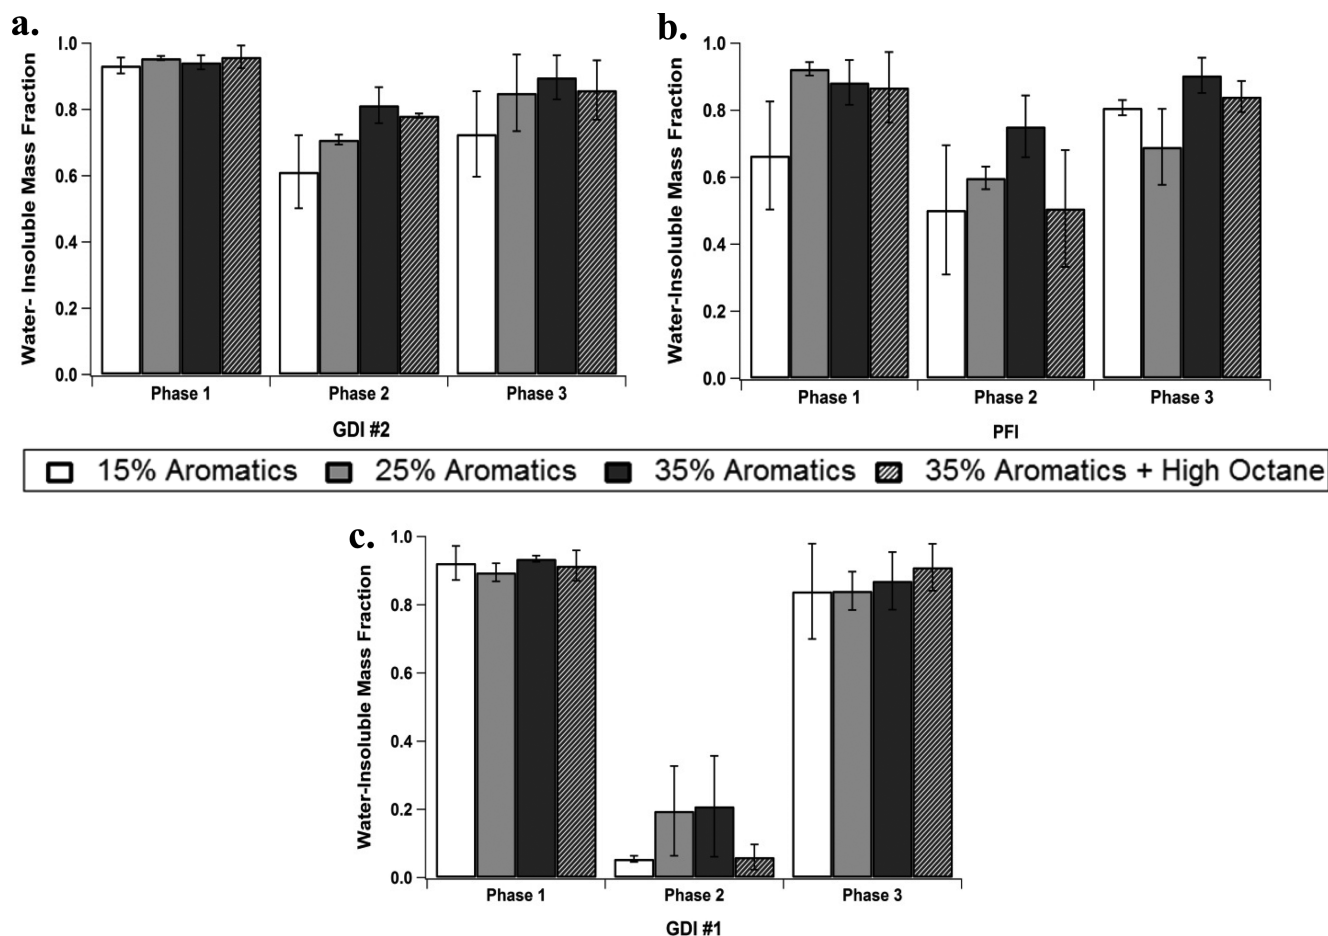 a.
Water- Insoluble Mass Fraction
1.0
0.8
0.6
0.4
0.2
0.0
Phase 1 Phase 2 Phase 3
GDI #2
b.
Water-Insoluble Mass Fraction
1.0
0.8
0.6
0.4
0.2
0.0
Phase 1 Phase 2 Phase 3
PFI
15% Aromatics 25% Aromatics 35% Aromatics 35% Aromatics + High Octane
c.
Water-Insoluble Mass Fraction
1.0
0.8
0.6
0.4
0.2
0.0
Phase 1 Phase 2 Phase 3
GDI #1